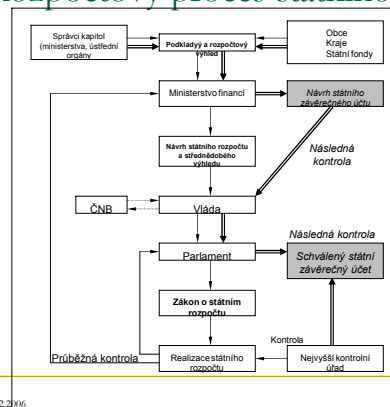 Rozpočtový proces státního
Správci kapitol
(ministerstva, ústřední
orgány
Podkladyý a rozpočtový
výhled
Obce
Kraje
Státní fondy
Ministerstvo financí
Návrh státního
závěrečného účtu
Návrh státního rozpočtu
a střednědobého
výhledu
Následná
kontrola
ČNB
Vláda
Následná kontrola
Parlament
Schválený státní
závěrečný účet
Zákon o státním
rozpočtu
Průběžná kontrola
Realizace státního
rozpočtu
Kontrola
Nejvyšší kontrolní
úřad
2.2006